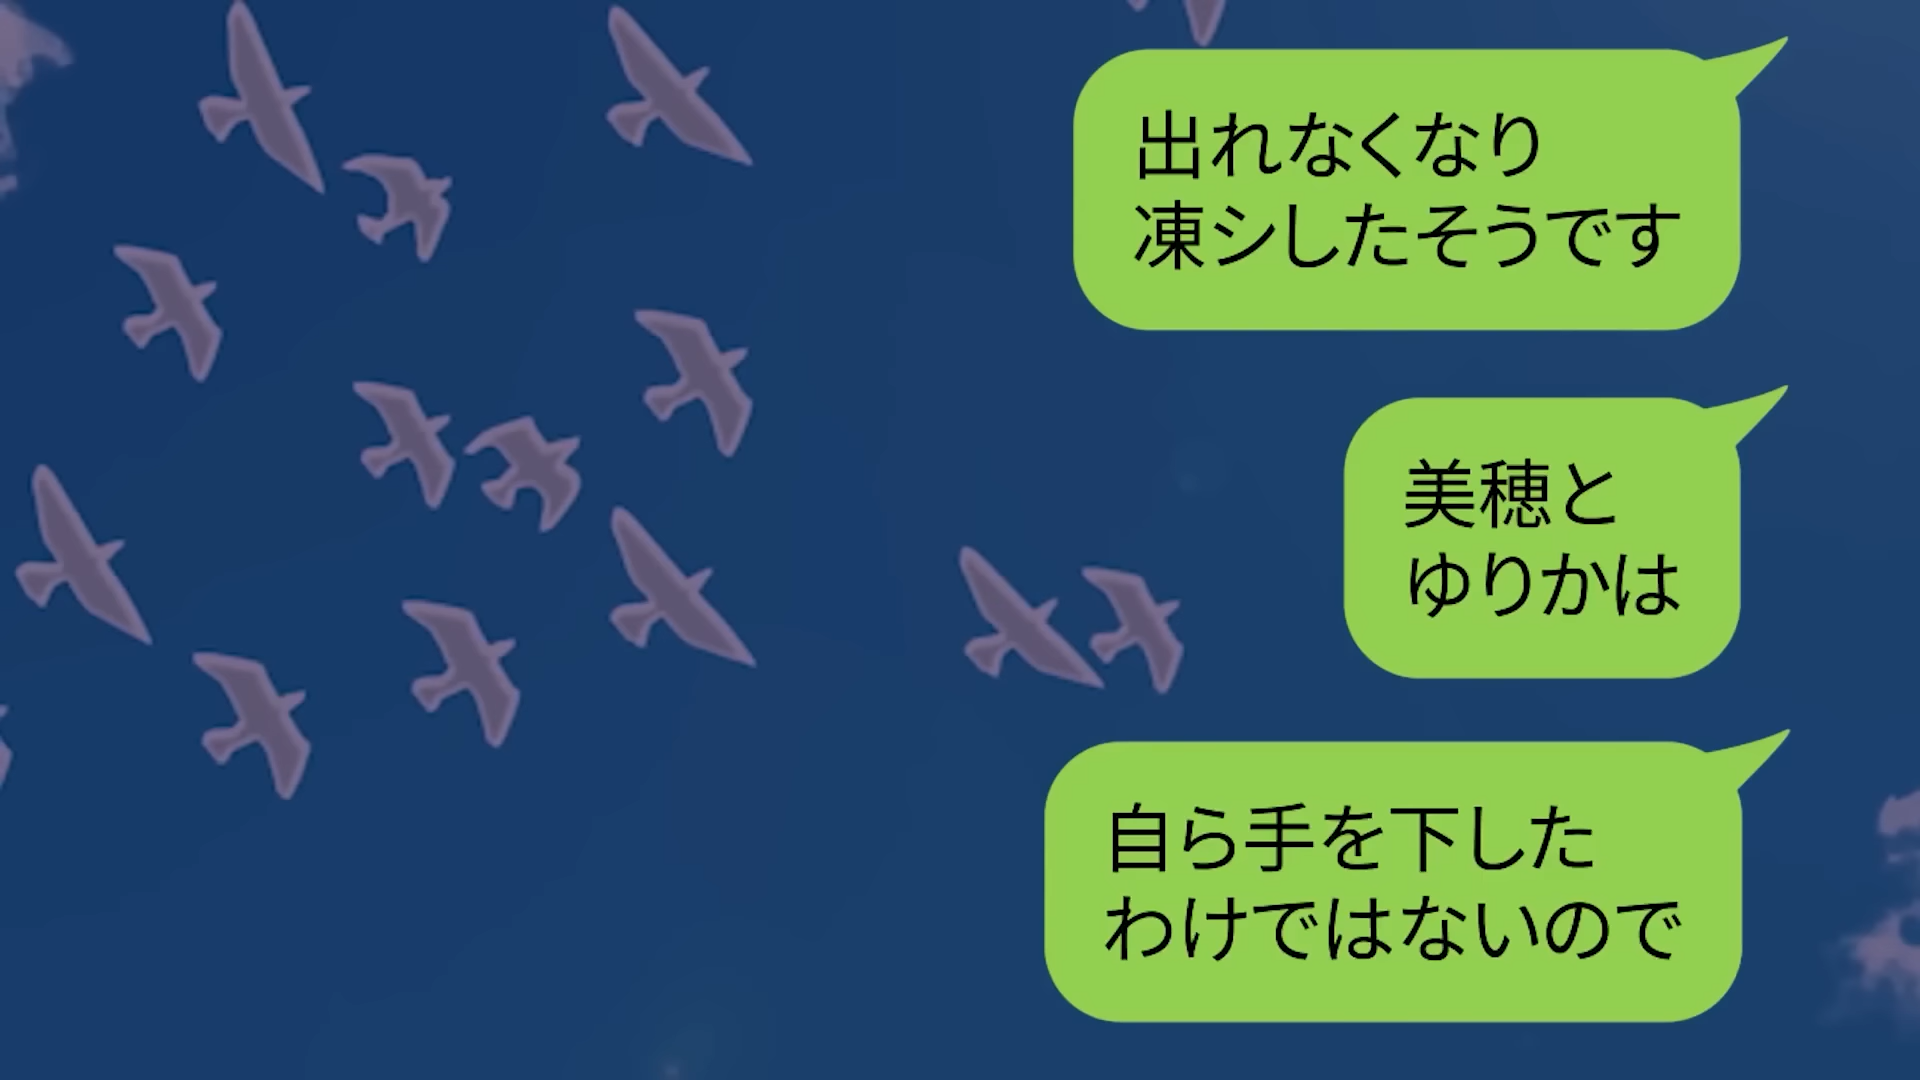 出れなくなり
凍シしたそうです
美穂と
ゆりかは
自ら手を下した
わけではないので